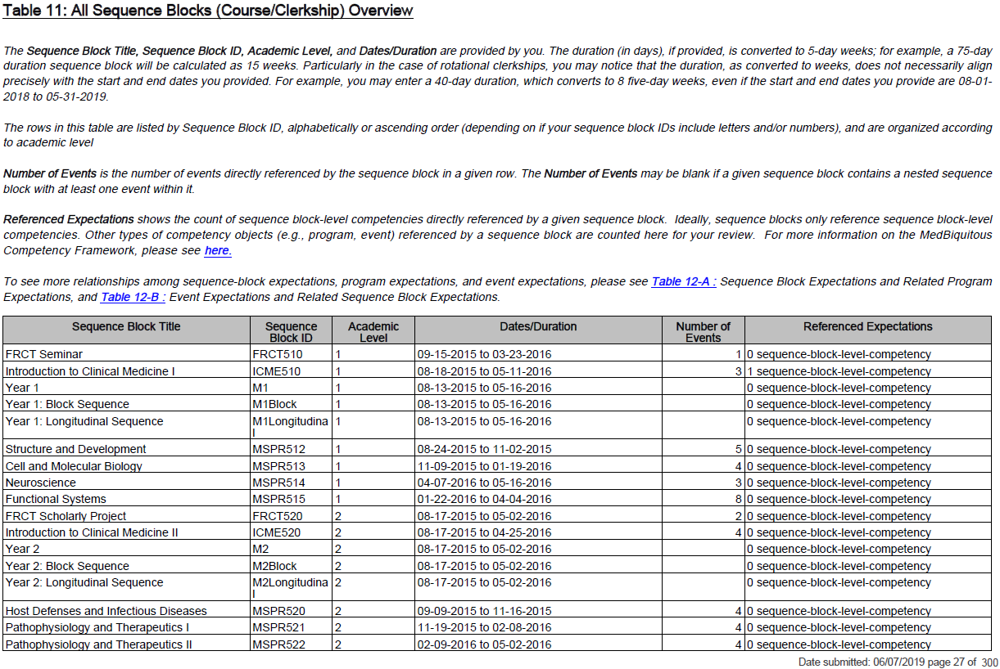 Table 11: All Sequence Blocks (Course/Clerkship) Overview
The Sequence Block Title, Sequence Block ID, Academic Level, and Dates/Duration are provided by you. The duration (in days), if provided, is converted to 5-day weeks; for example, a 75-day
duration sequence block will be calculated as 15 weeks. Particularly in the case of rotational clerkships, you may notice that the duration, as converted to weeks, does not necessarily align
precisely with the start and end dates you provided. For example, you may enter a 40-day duration, which converts to 8 five-day weeks, even if the start and end dates you provide are 08-01-
2018 to 05-31-2019.
The rows in this table are listed by Sequence Block ID, alphabetically or ascending order (depending on if your sequence block IDs include letters and/or numbers), and are organized according
to academic level
Number of Events is the number of events directly referenced by the sequence block in a given row. The Number of Events may be blank if a given sequence block contains a nested sequence
block with at least one event within it.
Referenced Expectations shows the count of sequence block-level competencies directly referenced by a given sequence block. Ideally, sequence blocks only reference sequence block-level
competencies. Other types of competency objects (e.g., program, event) referenced by a sequence block are counted here for your review. For more information on the MedBiquitous
Competency Framework, please see here.
To see more relationships among sequence-block expectations, program expectations, and event expectations, please see Table 12-A : Sequence Block Expectations and Related Program
Expectations, and Table 12-B : Event Expectations and Related Sequence Block Expectations.
Sequence Block Title Sequence Block ID Academic Level Dates/Duration Number of Events Referenced Expectations
FRCT Seminar FRCT510 1 09-15-2015 to 03-23-2016 1 0 sequence-block-level-competency
Introduction to Clinical Medicine I ICME510 1 08-18-2015 to 05-11-2016 3 1 sequence-block-level-competency
Year 1 M1 1 08-13-2015 to 05-16-2016 0 sequence-block-level-competency
Year 1: Block Sequence M1Block 1 08-13-2015 to 05-16-2016 0 sequence-block-level-competency
Year 1: Longitudinal Sequence M1Longitudina 1 08-13-2015 to 05-16-2016 0 sequence-block-level-competency
l
Structure and Development MSPR512 1 08-24-2015 to 11-02-2015 5 0 sequence-block-level-competency
Cell and Molecular Biology MSPR513 1 11-09-2015 to 01-19-2016 4 0 sequence-block-level-competency
Neuroscience MSPR514 1 04-07-2016 to 05-16-2016 3 0 sequence-block-level-competency
Functional Systems MSPR515 1 01-22-2016 to 04-04-2016 8 0 sequence-block-level-competency
FRCT Scholarly Project FRCT520 2 08-17-2015 to 05-02-2016 2 0 sequence-block-level-competency
Introduction to Clinical Medicine II ICME520 2 08-17-2015 to 04-25-2016 4 0 sequence-block-level-competency
Year 2 M2 2 08-17-2015 to 05-02-2016 0 sequence-block-level-competency
Year 2: Block Sequence M2Block 2 08-17-2015 to 05-02-2016 0 sequence-block-level-competency
Year 2: Longitudinal Sequence M2Longitudina 2 08-17-2015 to 05-02-2016 0 sequence-block-level-competency
l
Host Defenses and Infectious Diseases MSPR520 2 09-09-2015 to 11-16-2015 4 0 sequence-block-level-competency
Pathophysiology and Therapeutics I MSPR521 2 11-19-2015 to 02-08-2016 4 0 sequence-block-level-competency
Pathophysiology and Therapeutics II MSPR522 2 02-09-2016 to 05-02-2016 4 0 sequence-block-level-competency
Date submitted: 06/07/2019 page 27 of 300